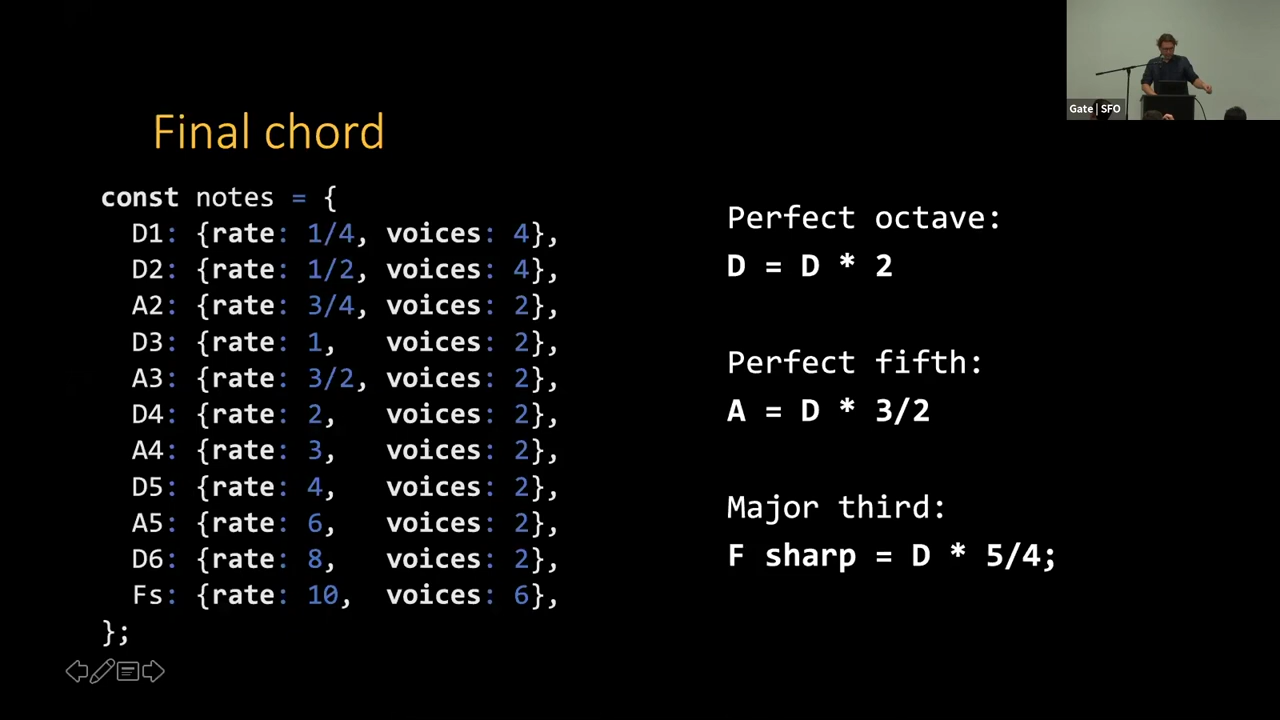 Final chord
const notes = {
D1: {rate: 1/4, voices: 4},
D2: {rate: 1/2, voices: 4},
A2: {rate: 3/4, voices: 2},
D3: {rate: 1, voices: 2},
A3: {rate: 3/2, voices: 2},
D4: {rate: 2, voices: 2},
A4: {rate: 3, voices: 2},
D5: {rate: 4, voices: 2},
A5: {rate: 6, voices: 2},
D6: {rate: 8, voices: 2},
Fs: {rate: 10, voices: 6},
};
Perfect octave:
D = D * 2
Perfect fifth:
A = D * 3/2
Major third:
F sharp = D * 5/4;
Gate | SFO